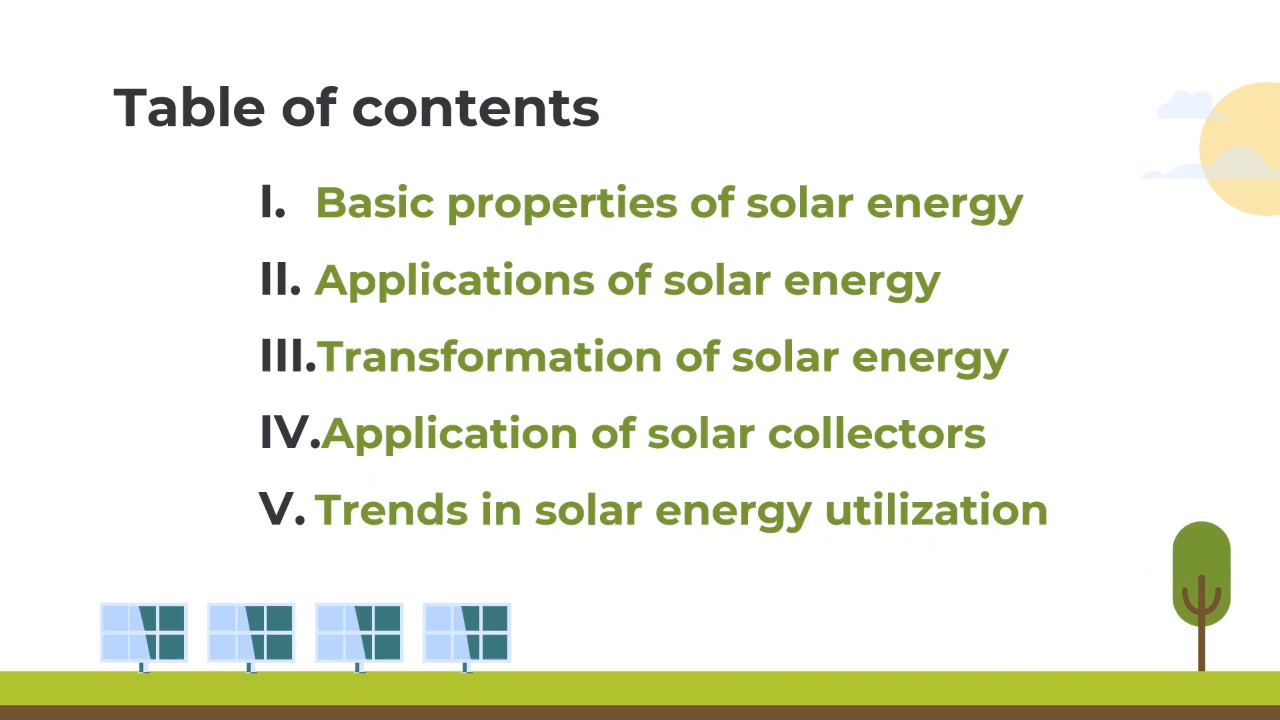 Table of contents
I. Basic properties of solar energy
II. Applications of solar energy
III.Transformation of solar energy
IV.Application of solar collectors
V. Trends in solar energy utilization